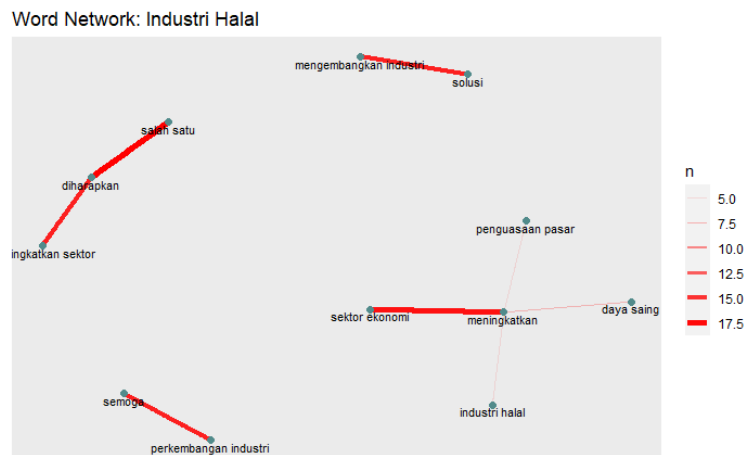 Word Network: Industri Halal
mengembangkan industri
solusi
salah satu
diharapkan
ingkatkan sektor
penguasaan pasar
sektor ekonomi
meningkatkan
daya saing
semoga
industri halal
perkembangan industri
n
5.0
7.5
10.0
12.5
15.0
17.5